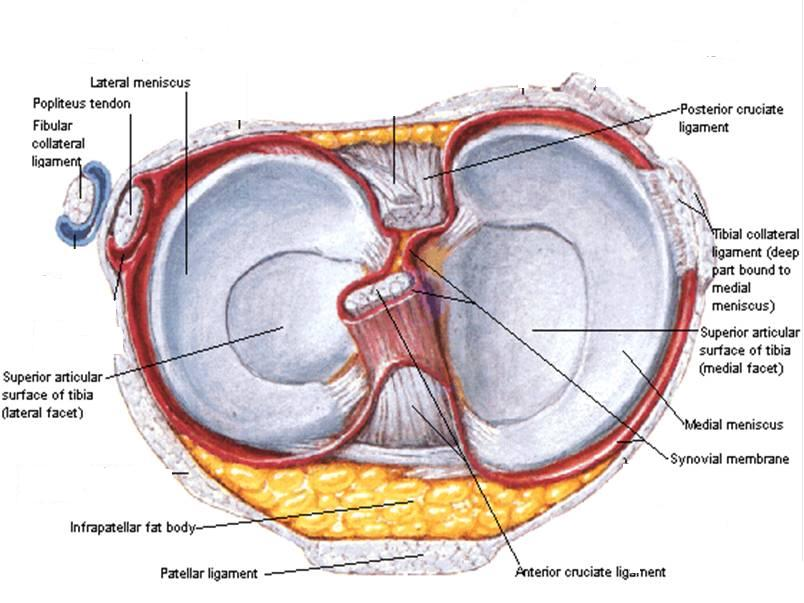 Lateral meniscus
Popliteus tendon
Fibular
collateral
ligament
Posterior cruciate
ligament
Tibial collateral
ligament (deep
part bound to
medial
meniscus)
Superior articular
surface of tibia
(medial facet)
Superior articular
surface of tibia
(lateral facet)
Medial meniscus
Synovial membrane
Infrapatellar fat body
Patellar ligament
Anterior cruciate ligament